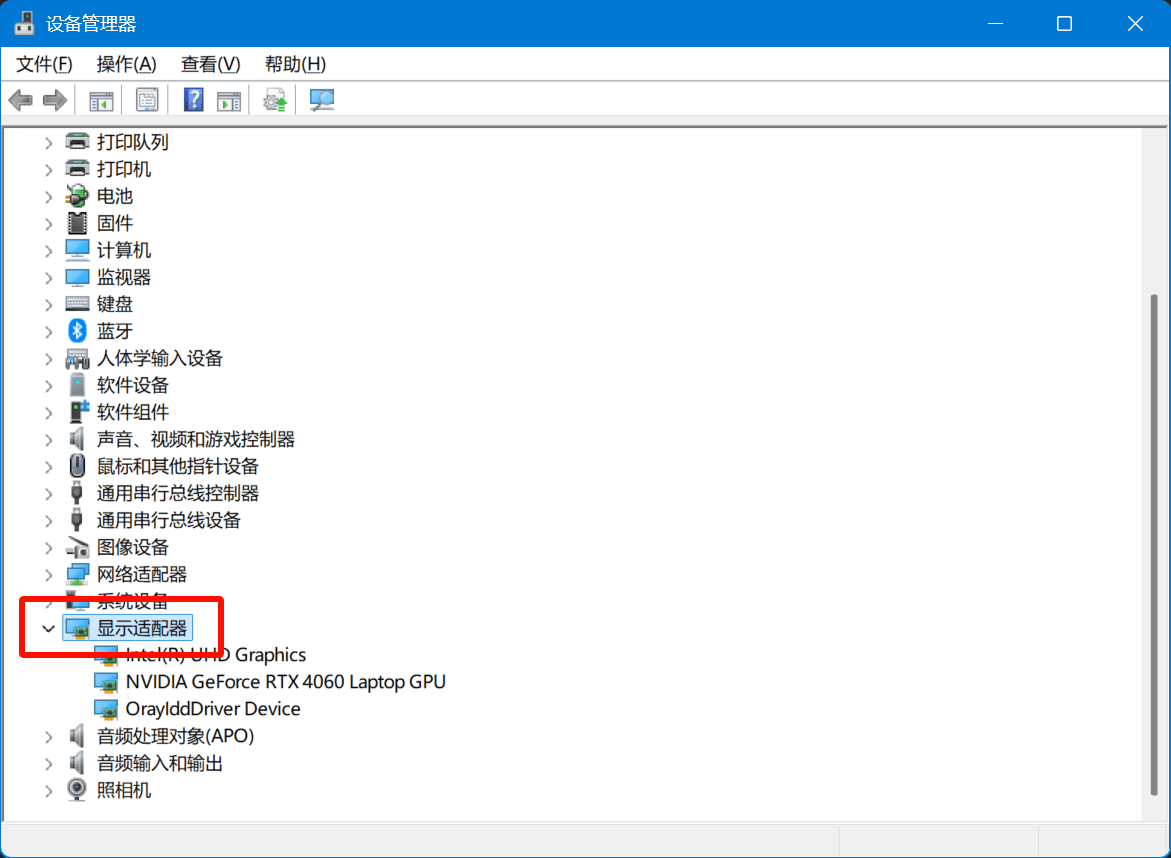 设备管理器
文件(F) 操作(A) 查看(V) 帮助(H)
打印队列
打印机
电池
固件
计算机
监视器
键盘
蓝牙
人体学输入设备
软件设备
软件组件
声音、视频和游戏控制器
鼠标和其他指针设备
通用串行总线控制器
通用串行总线设备
图像设备
网络适配器
系统设备
显示适配器
Intel(R) UHD Graphics
NVIDIA GeForce RTX 4060 Laptop GPU
OrayIddDriver Device
音频处理对象(APO)
音频输入和输出
照相机